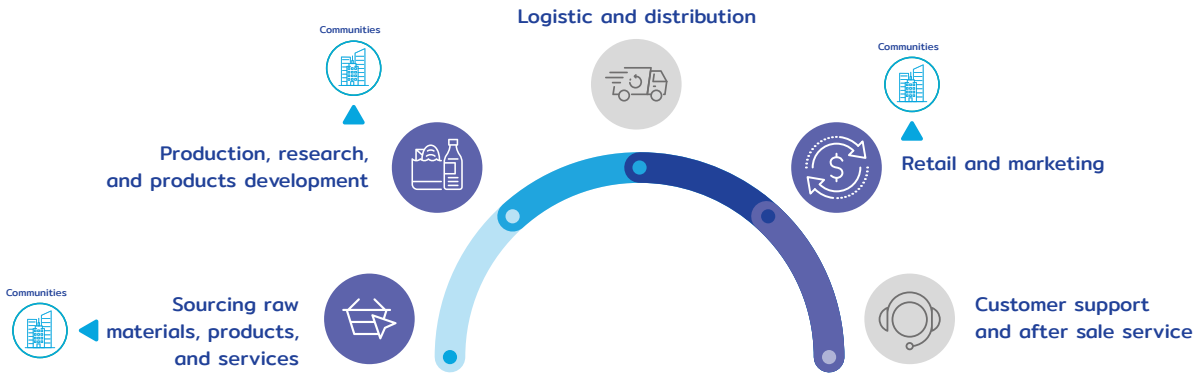 Logistic and distribution
Communities
Communities
Production, research,
and products development
Retail and marketing
$
Communities
Sourcing raw
materials, products,
and services
Customer support
and after sale service